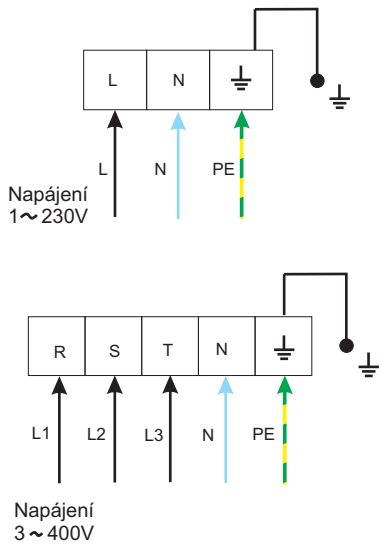 L N
L N PE
Napájení
1~230V
R S T N
L1 L2 L3 N PE
Napájení
3~400V